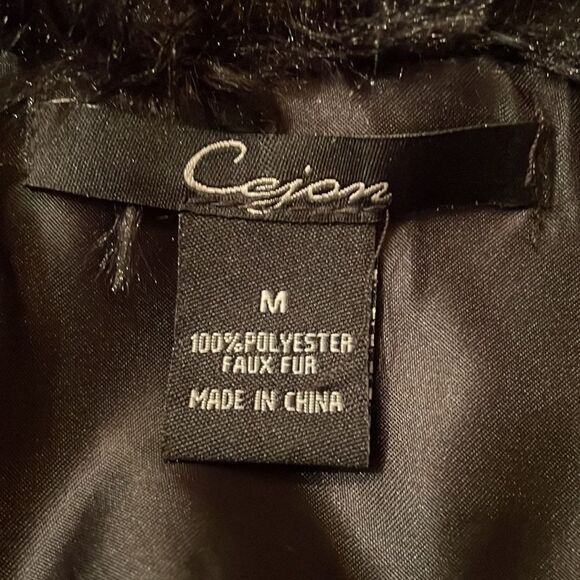 Cejon
M
100%POLYESTER
FAUX FUR
MADE IN CHINA